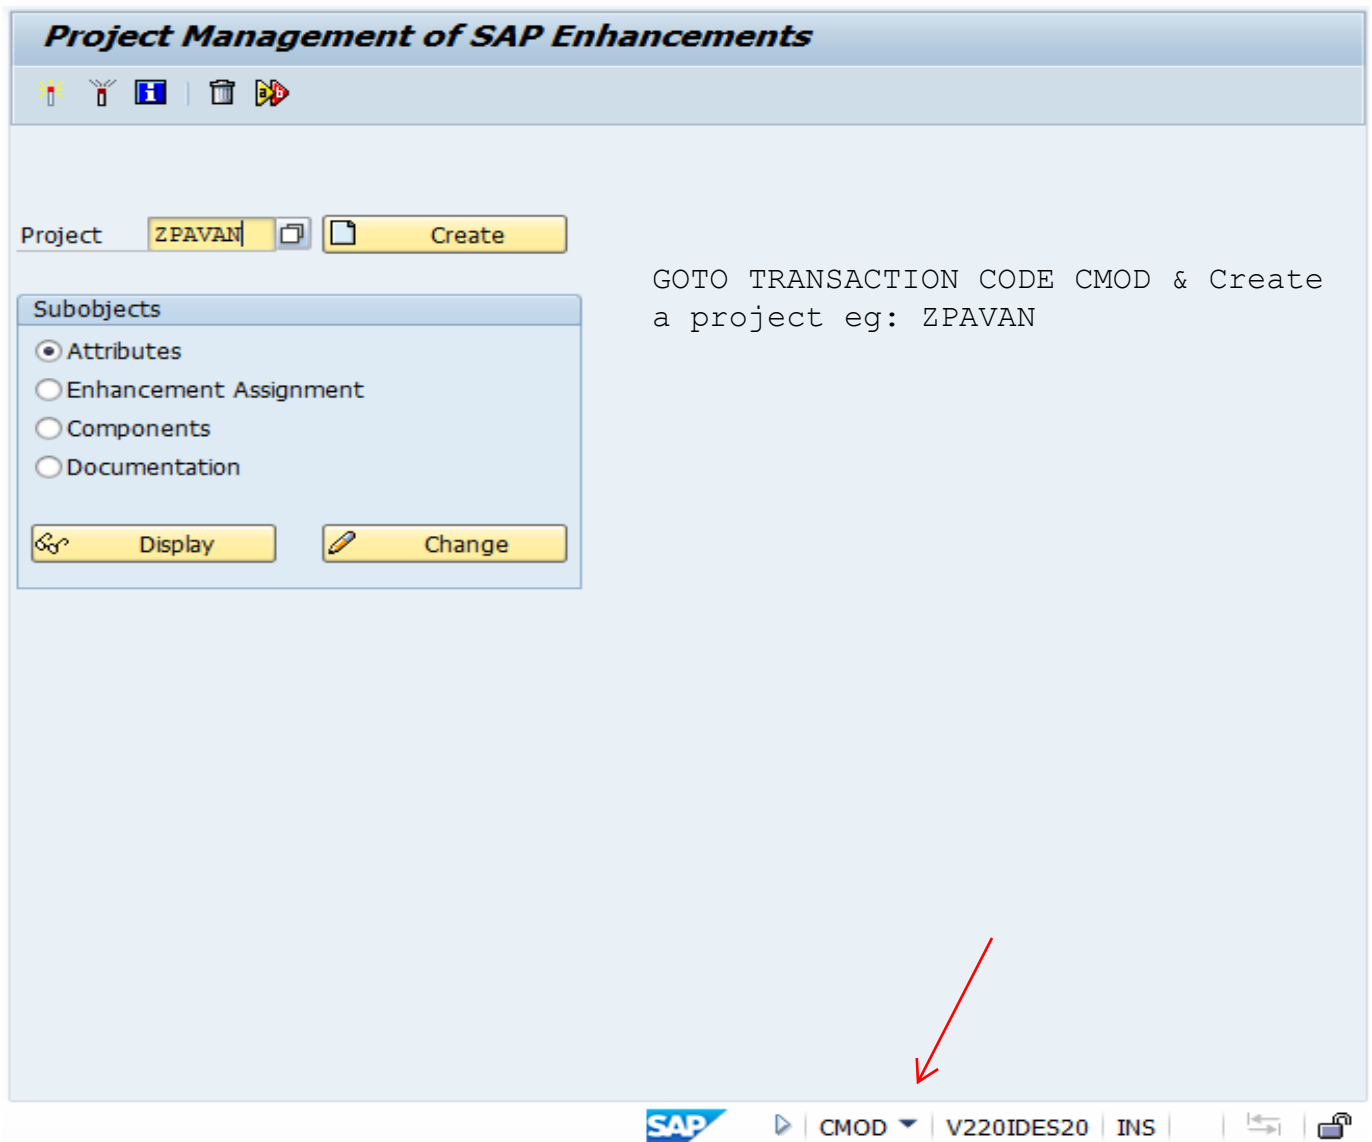 Project Management of SAP Enhancements
Project ZPAVAN Create
GOTO TRANSACTION CODE CMOD & Create
a project eg: ZPAVAN
Subobjects
Attributes
Enhancement Assignment
Components
Documentation
Display Change
SAP CMOD V220IDES20 INS